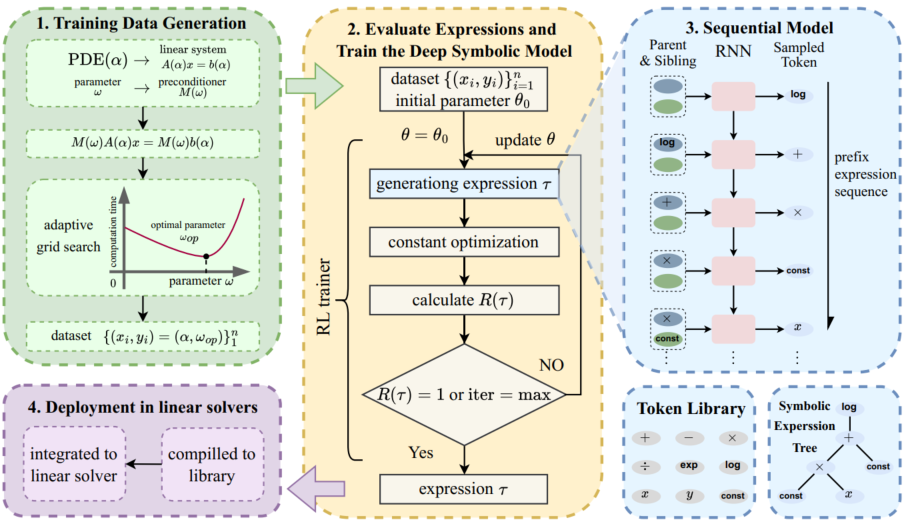 1. Training Data Generation
PDE(α) → linear system
A(α)x = b(α)
parameter
ω → preconditioner
M(ω)
M(ω)A(α)x = M(ω)b(α)
adaptive
grid search
computation time
optimal parameter
ω_op
0
parameter ω
dataset {(x_i, y_i) = (α, ω_op)}_1^n
2. Evaluate Expressions and
Train the Deep Symbolic Model
dataset {(x_i, y_i)}_{i=1}^n
initial parameter θ_0
θ = θ_0
update θ
RL trainer
generationg expression τ
constant optimization
calculate R(τ)
NO
R(τ) = 1 or iter = max
Yes
expression τ
3. Sequential Model
Parent
& Sibling
RNN
Sampled
Token
log
log
+
+
×
×
const
×
const
x
prefix
expression
sequence
4. Deployment in linear solvers
integrated to
linear solver
compilled to
library
Token Library
+ − ×
÷ exp log
x y const
Symbolic
Experssion
Tree
log
+
×
const
const
x